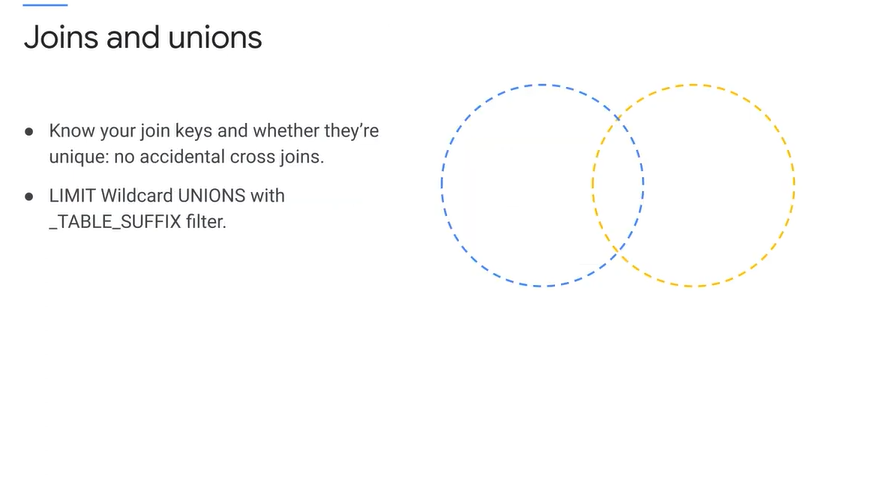 Joins and unions
● Know your join keys and whether they’re
unique: no accidental cross joins.
● LIMIT Wildcard UNIONS with
_TABLE_SUFFIX filter.